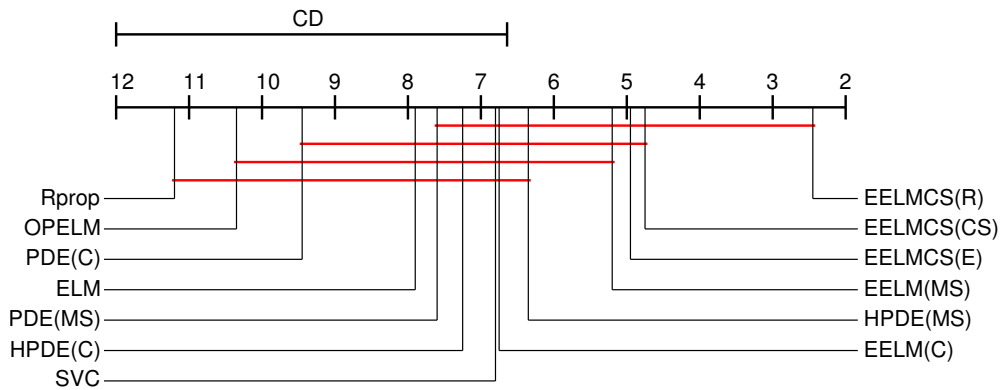 CD
12 11 10 9 8 7 6 5 4 3 2
Rprop EELMCS(R)
OPELM EELMCS(CS)
PDE(C) EELMCS(E)
ELM EELM(MS)
PDE(MS) HPDE(MS)
HPDE(C) EELM(C)
SVC